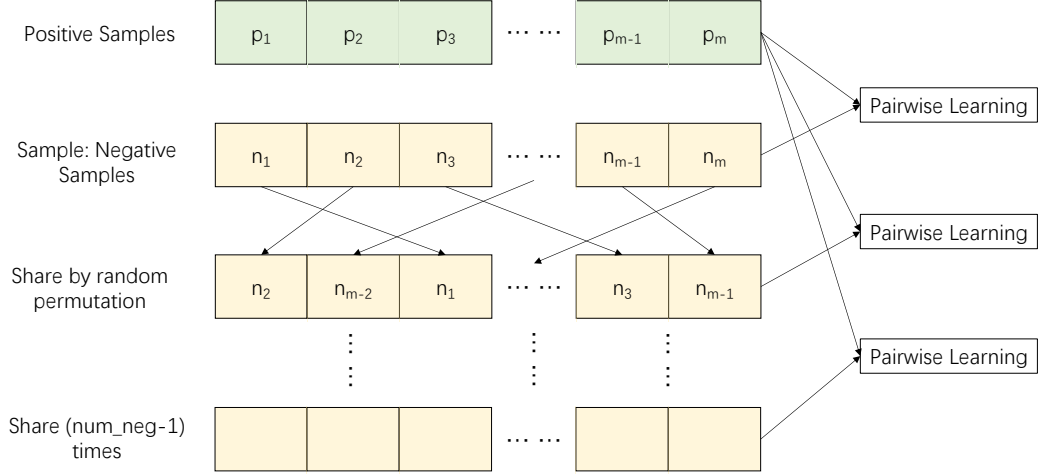 Positive Samples
p1 p2 p3 ··· ··· pm-1 pm
Pairwise Learning
Sample: Negative
Samples
n1 n2 n3 ··· ··· nm-1 nm
Pairwise Learning
Share by random
permutation
n2 nm-2 n1 ··· ··· n3 nm-1
Pairwise Learning
Share (num_neg-1)
times
··· ···